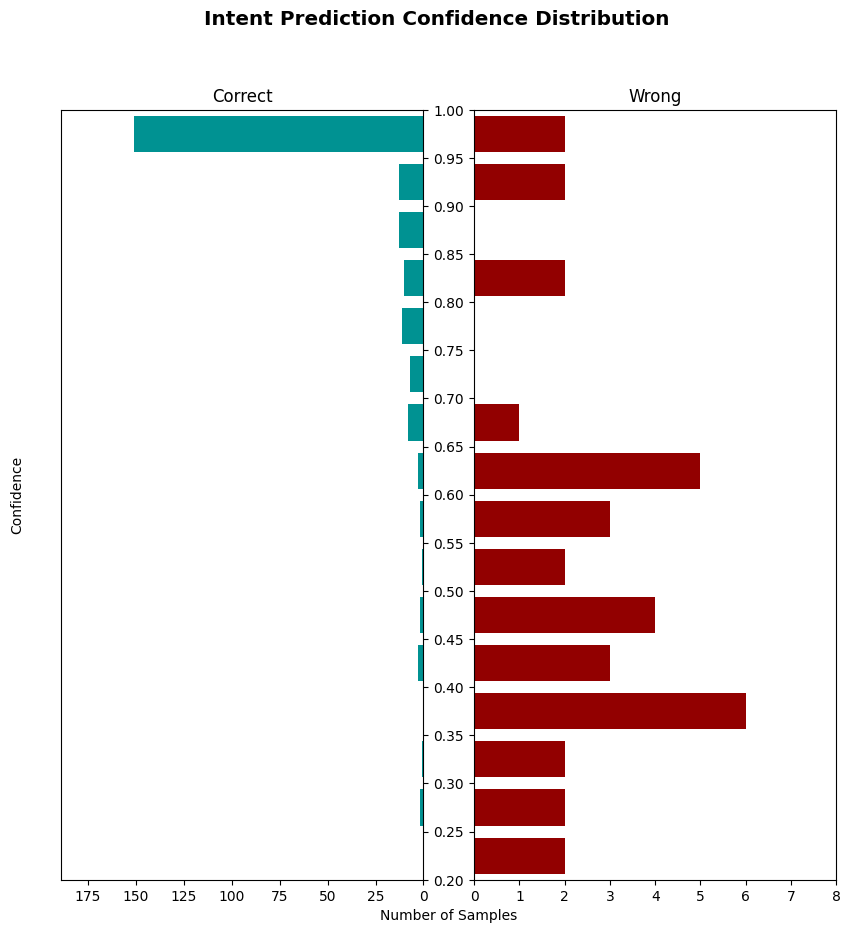 Intent Prediction Confidence Distribution
Correct
Wrong
1.00
0.95
0.90
0.85
0.80
0.75
0.70
0.65
0.60
0.55
0.50
0.45
0.40
0.35
0.30
0.25
0.20
Confidence
175 150 125 100 75 50 25 0
0 1 2 3 4 5 6 7 8
Number of Samples